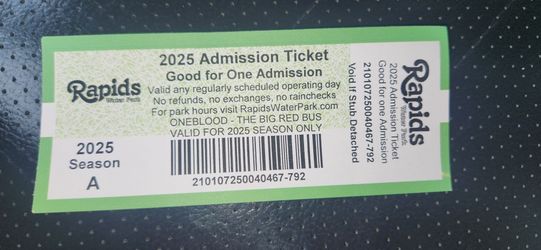 2025 Admission Ticket
Good for One Admission
Valid any regularly scheduled operating day
No refunds, no exchanges, no rainchecks
For park hours visit RapidsWaterPark.com
ONEBLOOD - THE BIG RED BUS
VALID FOR 2025 SEASON ONLY
210107250040467-792
Rapids
Water Park
2025
Season
A
Rapids
Water Park
2025 Admission Ticket
Good for one Admission
210107250040467-792
Void If Stub Detached